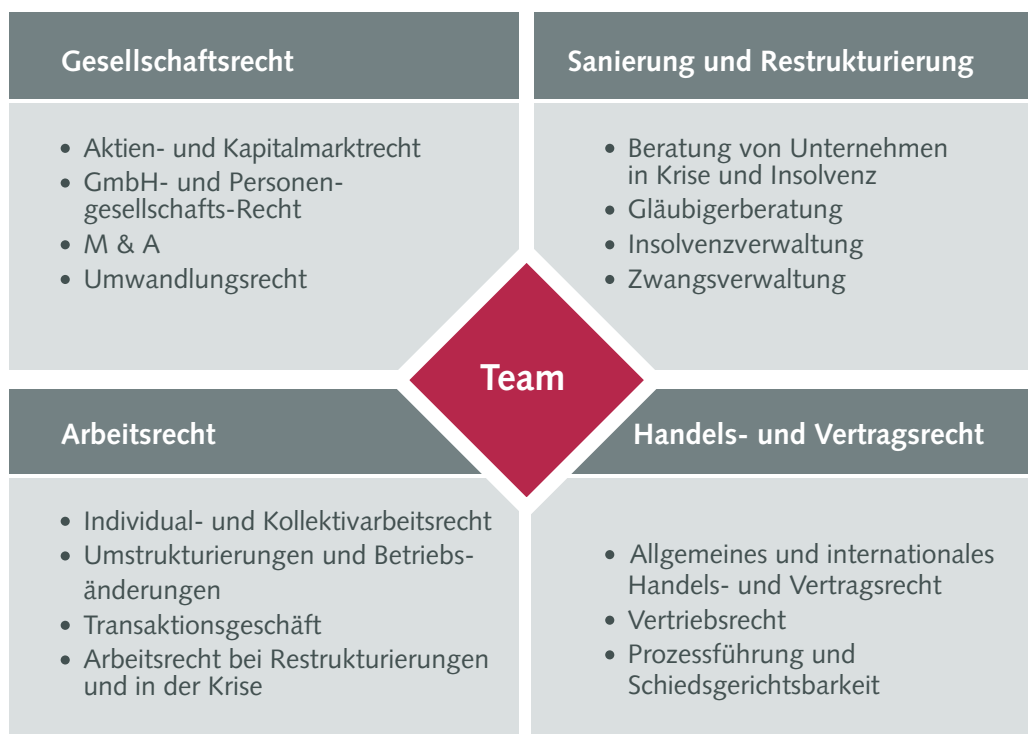 Gesellschaftsrecht
• Aktien- und Kapitalmarktrecht
• GmbH- und Personen-
gesellschafts-Recht
• M & A
• Umwandlungsrecht
Sanierung und Restrukturierung
• Beratung von Unternehmen
in Krise und Insolvenz
• Gläubigerberatung
• Insolvenzverwaltung
• Zwangsverwaltung
Team
Arbeitsrecht
• Individual- und Kollektivarbeitsrecht
• Umstrukturierungen und Betriebs-
änderungen
• Transaktionsgeschäft
• Arbeitsrecht bei Restrukturierungen
und in der Krise
Handels- und Vertragsrecht
• Allgemeines und internationales
Handels- und Vertragsrecht
• Vertriebsrecht
• Prozessführung und
Schiedsgerichtsbarkeit